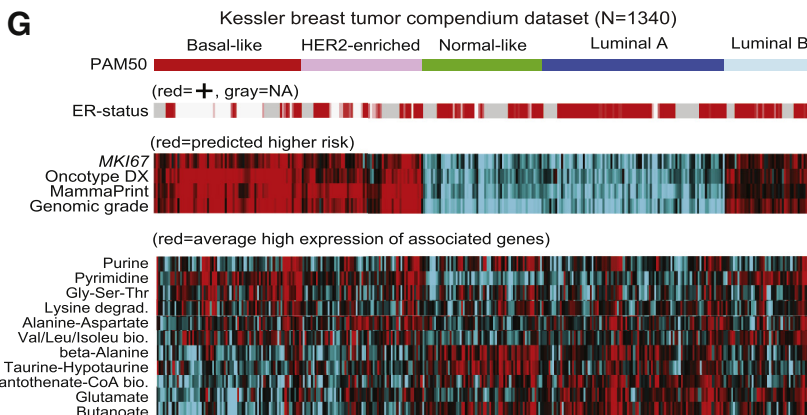 G
Kessler breast tumor compendium dataset (N=1340)
Basal-like HER2-enriched Normal-like Luminal A Luminal B
PAM50
(red=+, gray=NA)
ER-status
(red=predicted higher risk)
MKI67
Oncotype DX
MammaPrint
Genomic grade
(red=average high expression of associated genes)
Purine
Pyrimidine
Gly-Ser-Thr
Lysine degrad.
Alanine-Aspartate
Val/Leu/Isoleu bio.
beta-Alanine
Taurine-Hypotaurine
antothenate-CoA bio.
Glutamate
Butanoate